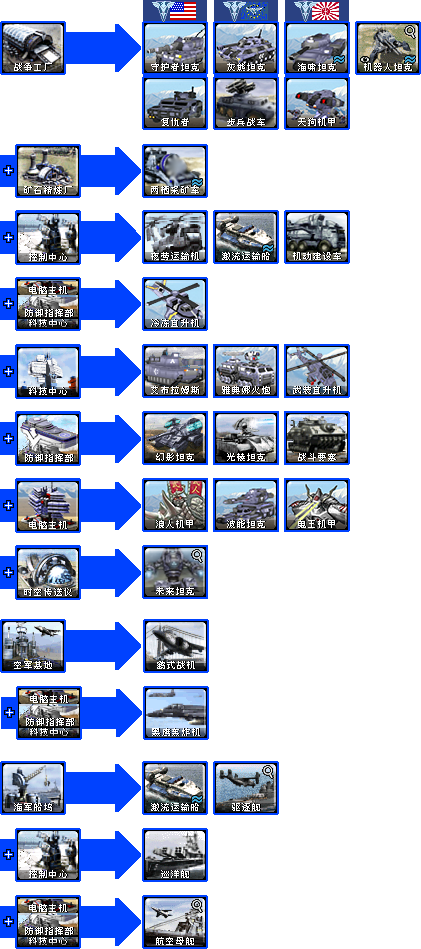 战争工厂
守护者坦克
灰熊坦克
海啸坦克
机器人坦克
复仇者
步兵战车
天狗机甲
矿石精炼厂
两栖采矿车
控制中心
夜莺运输机
激流运输船
机动建设车
电脑主机
防御指挥部
科技中心
冷冻直升机
科技中心
艾布拉姆斯
雅典娜火炮
武装直升机
防御指挥部
幻影坦克
光棱坦克
战斗要塞
电脑主机
浪人机甲
波能坦克
鬼王机甲
时空传送仪
未来坦克
空军基地
鹞式战机
电脑主机
防御指挥部
科技中心
黑鹰轰炸机
海军船坞
激流运输船
驱逐舰
控制中心
巡洋舰
电脑主机
防御指挥部
科技中心
航空母舰